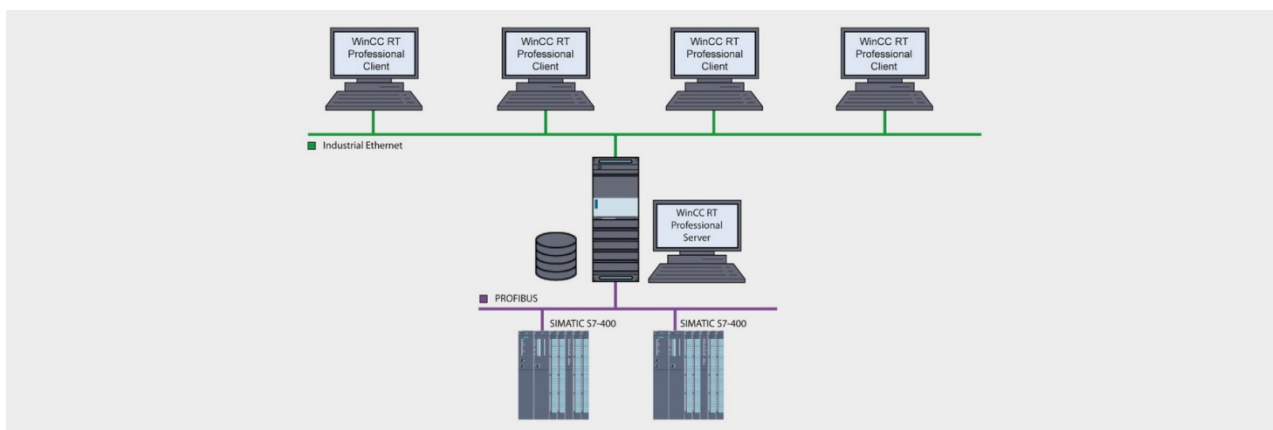 WinCC RT
Professional
Client
WinCC RT
Professional
Client
WinCC RT
Professional
Client
WinCC RT
Professional
Client
Industrial Ethernet
WinCC RT
Professional
Server
PROFIBUS
SIMATIC S7-400
SIMATIC S7-400